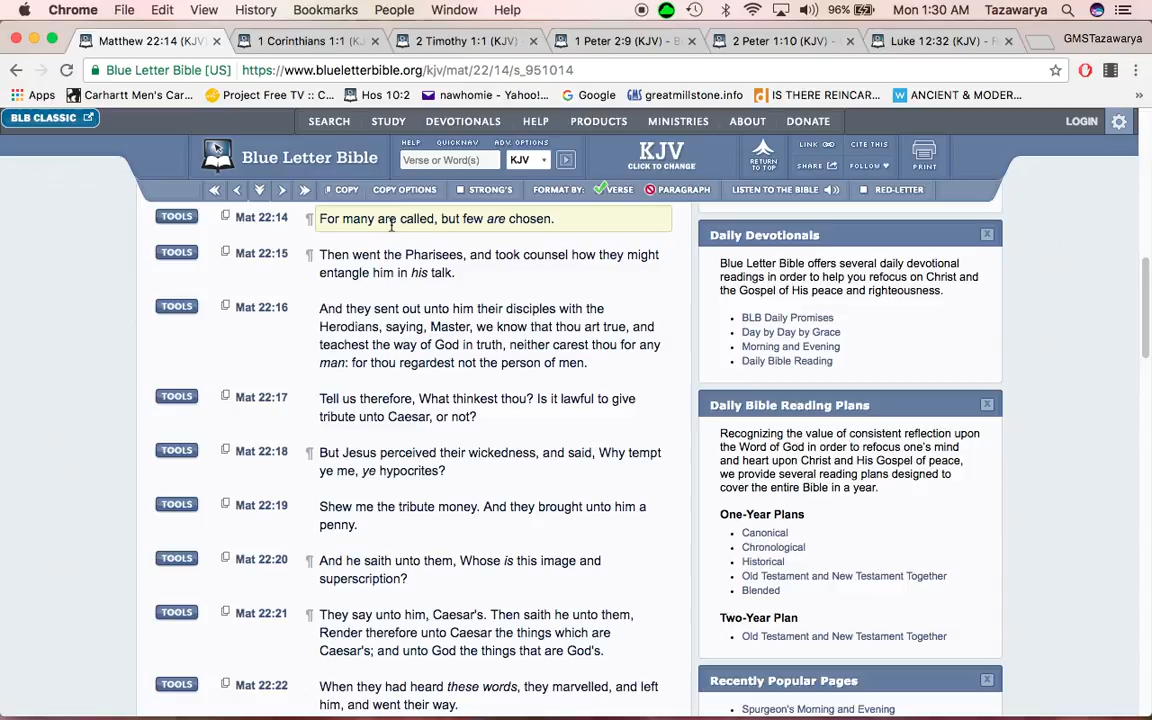 Chrome File Edit View History Bookmarks People Window Help 96% Mon 1:30 AM Tazawarya
Matthew 22:14 (KJV) 1 Corinthians 1:1 (KJV) 2 Timothy 1:1 (KJV) 1 Peter 2:9 (KJV) - B 2 Peter 1:10 (KJV) - Luke 12:32 (KJV) - GMSTazawarya
Blue Letter Bible [US] https://www.blueletterbible.org/kjv/mat/22/14/s_951014
Apps Carhartt Men's Car... Project Free TV :: C... Hos 10:2 nawhomie - Yahoo!... Google GMS greatmillstone.info IS THERE REINCAR... W ANCIENT & MODER... »
BLB CLASSIC SEARCH STUDY DEVOTIONALS HELP PRODUCTS MINISTRIES ABOUT DONATE LOGIN
HELP QUICKNAV ADV. OPTIONS
Blue Letter Bible Verse or Word(s) KJV KJV CLICK TO CHANGE RETURN TO TOP LINK CITE THIS SHARE FOLLOW PRINT
COPY COPY OPTIONS STRONG'S FORMAT BY: VERSE PARAGRAPH LISTEN TO THE BIBLE RED-LETTER
TOOLS Mat 22:14 ¶ For many are called, but few are chosen.
TOOLS Mat 22:15 ¶ Then went the Pharisees, and took counsel how they might
entangle him in his talk.
TOOLS Mat 22:16 And they sent out unto him their disciples with the
Herodians, saying, Master, we know that thou art true, and
teachest the way of God in truth, neither carest thou for any
man: for thou regardest not the person of men.
TOOLS Mat 22:17 Tell us therefore, What thinkest thou? Is it lawful to give
tribute unto Caesar, or not?
TOOLS Mat 22:18 ¶ But Jesus perceived their wickedness, and said, Why tempt
ye me, ye hypocrites?
TOOLS Mat 22:19 Shew me the tribute money. And they brought unto him a
penny.
TOOLS Mat 22:20 ¶ And he saith unto them, Whose is this image and
superscription?
TOOLS Mat 22:21 ¶ They say unto him, Caesar's. Then saith he unto them,
Render therefore unto Caesar the things which are
Caesar's; and unto God the things that are God's.
TOOLS Mat 22:22 ¶ When they had heard these words, they marvelled, and left
him, and went their way.
Daily Devotionals
Blue Letter Bible offers several daily devotional
readings in order to help you refocus on Christ and
the Gospel of His peace and righteousness.
BLB Daily Promises
Day by Day by Grace
Morning and Evening
Daily Bible Reading
Daily Bible Reading Plans
Recognizing the value of consistent reflection upon
the Word of God in order to refocus one's mind
and heart upon Christ and His Gospel of peace,
we provide several reading plans designed to
cover the entire Bible in a year.
One-Year Plans
Canonical
Chronological
Historical
Old Testament and New Testament Together
Blended
Two-Year Plan
Old Testament and New Testament Together
Recently Popular Pages
Spurgeon's Morning and Evening